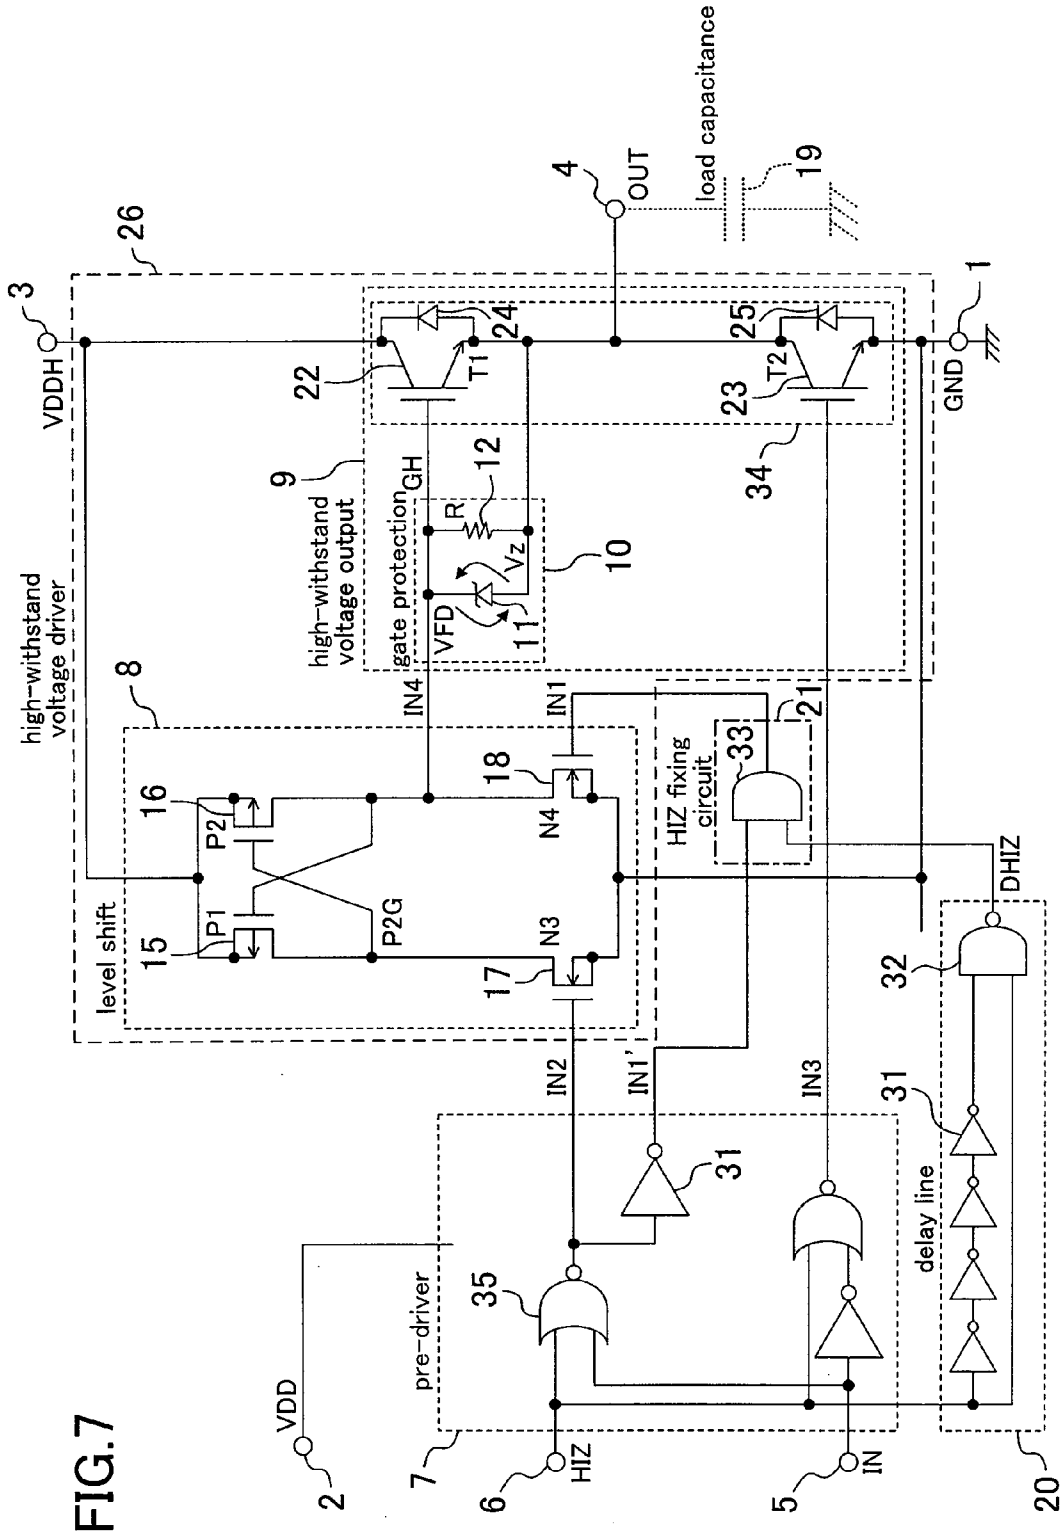 FIG.7
VDD
2
VDDH
3
26
high-withstand
voltage driver
8
level shift
15
P1
16
P2
P2G
17
N3
18
N4
IN4
IN1
high-withstand
voltage output
9
gate protection
GH
R
12
VFD
Vz
11
10
22
T1
24
4
OUT
load capacitance
19
T2
23
25
34
GND
1
HIZ fixing
circuit
33
21
DHIZ
pre-driver
7
6
HIZ
35
IN2
IN1'
31
IN3
5
IN
delay line
31
32
20